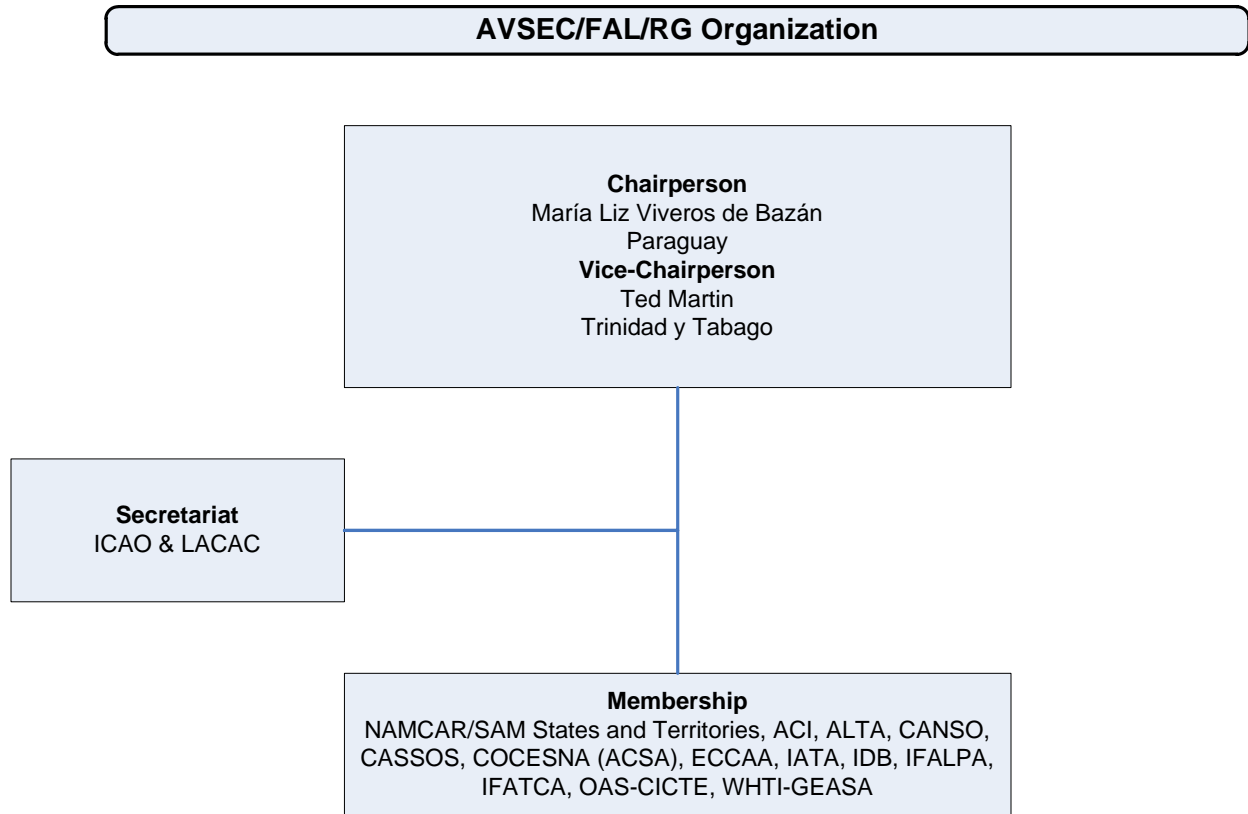 AVSEC/FAL/RG Organization
Chairperson
María Liz Viveros de Bazán
Paraguay
Vice-Chairperson
Ted Martin
Trinidad y Tabago
Secretariat
ICAO & LACAC
Membership
NAMCAR/SAM States and Territories, ACI, ALTA, CANSO,
CASSOS, COCESNA (ACSA), ECCAA, IATA, IDB, IFALPA,
IFATCA, OAS-CICTE, WHTI-GEASA